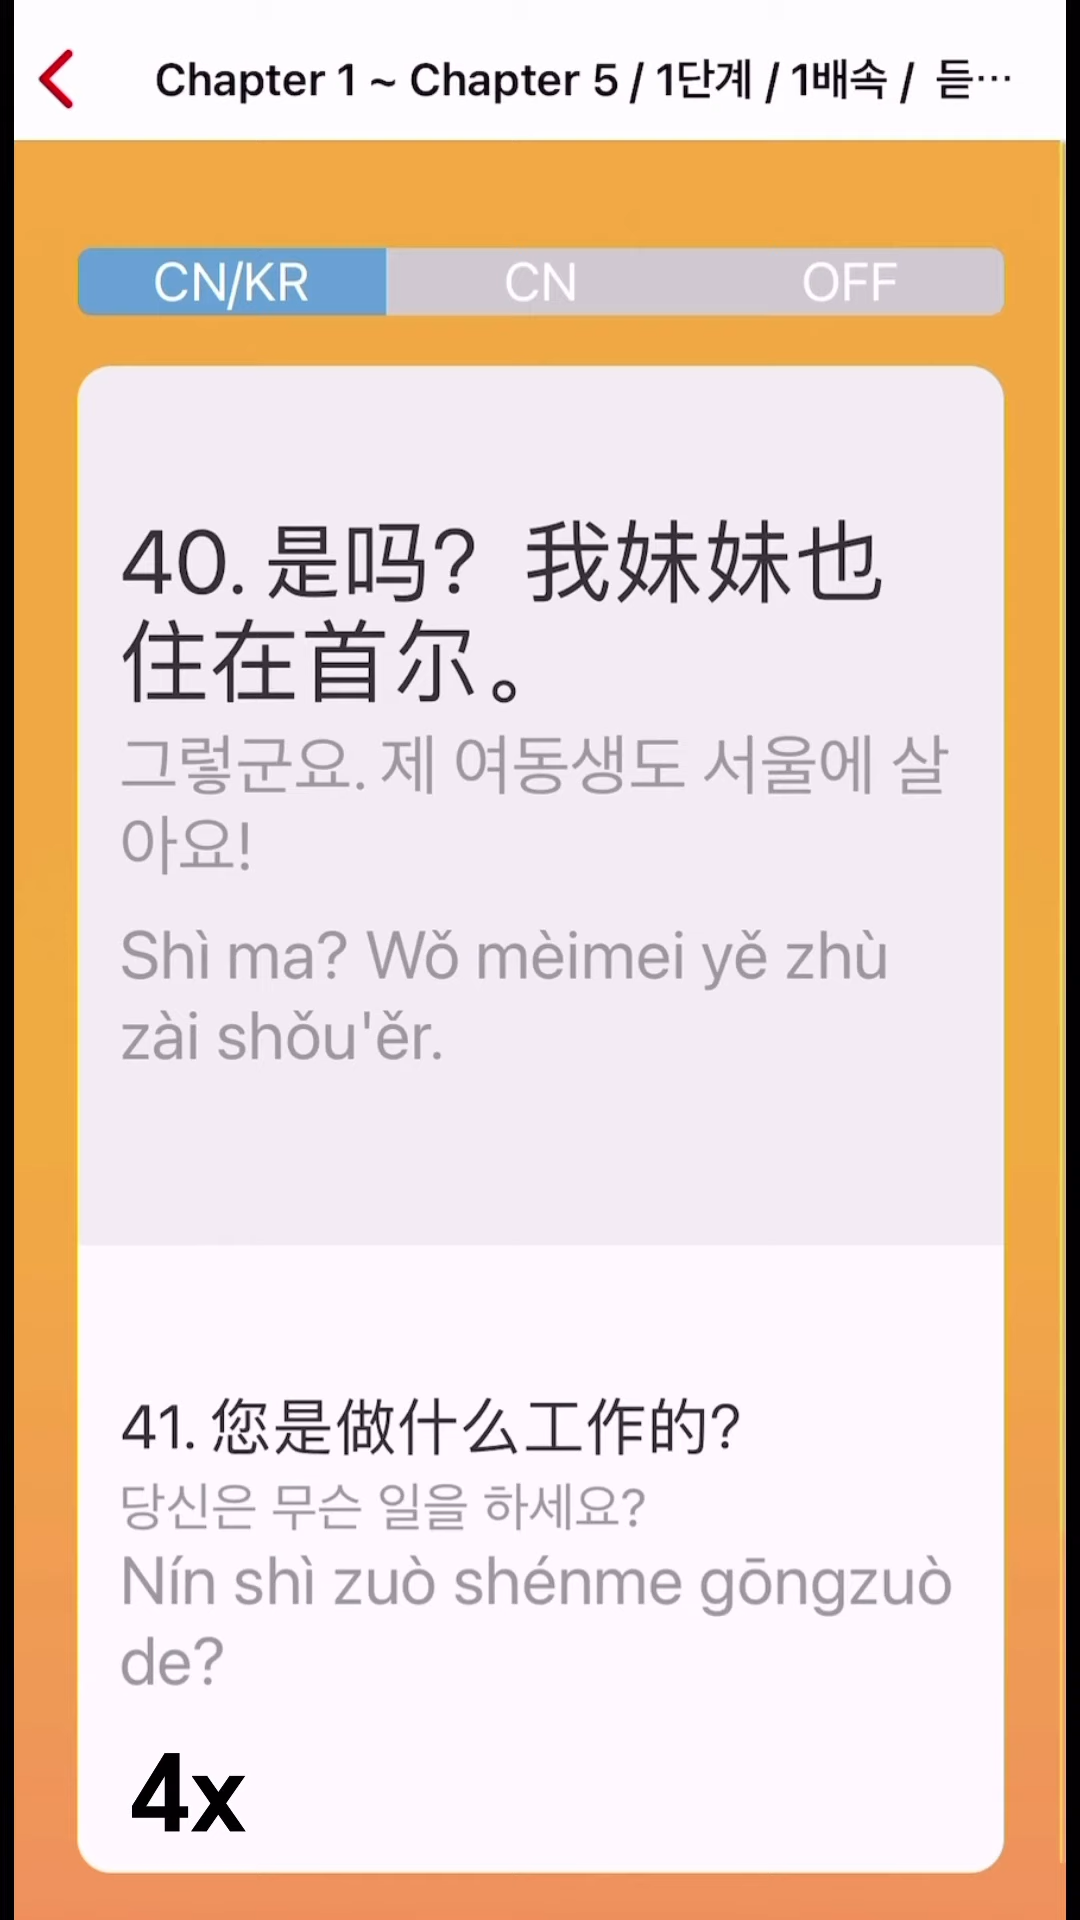 Chapter 1 ~ Chapter 5 / 1단계 / 1배속 / 듣…
CN/KR CN OFF
40. 是吗？我妹妹也
住在首尔。
그렇군요. 제 여동생도 서울에 살
아요!
Shì ma? Wǒ mèimei yě zhù
zài shǒu'ěr.
41. 您是做什么工作的?
당신은 무슨 일을 하세요?
Nín shì zuò shénme gōngzuò
de?
4x